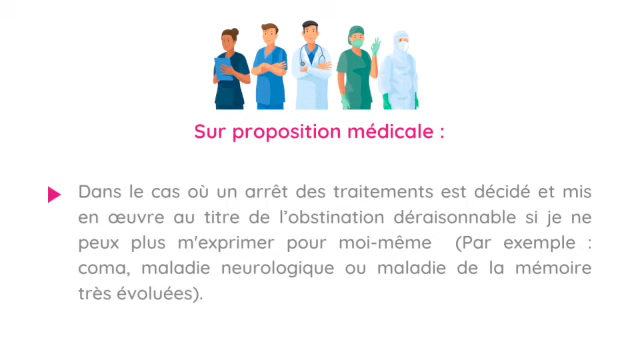 Sur proposition médicale :
Dans le cas où un arrêt des traitements est décidé et mis
en œuvre au titre de l’obstination déraisonnable si je ne
peux plus m'exprimer pour moi-même (Par exemple :
coma, maladie neurologique ou maladie de la mémoire
très évoluées).